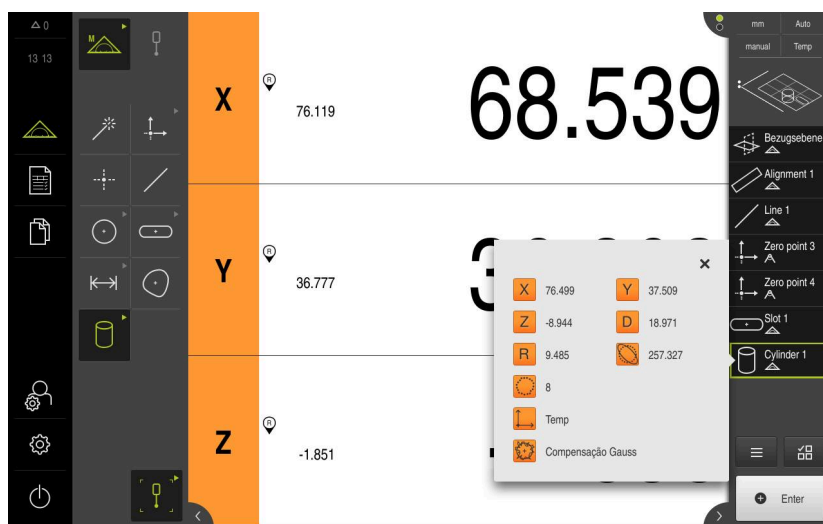 0
13 13
M
X
R
76.119
68.539
Y
R
36.777
Z
R
-1.851
X
76.499
Y
37.509
Z
-8.944
D
18.971
R
9.485
257.327
8
Temp
Compensação Gauss
mm
Auto
manual
Temp
Bezugsebene
Alignment 1
Line 1
Zero point 3
Zero point 4
Slot 1
Cylinder 1
Enter